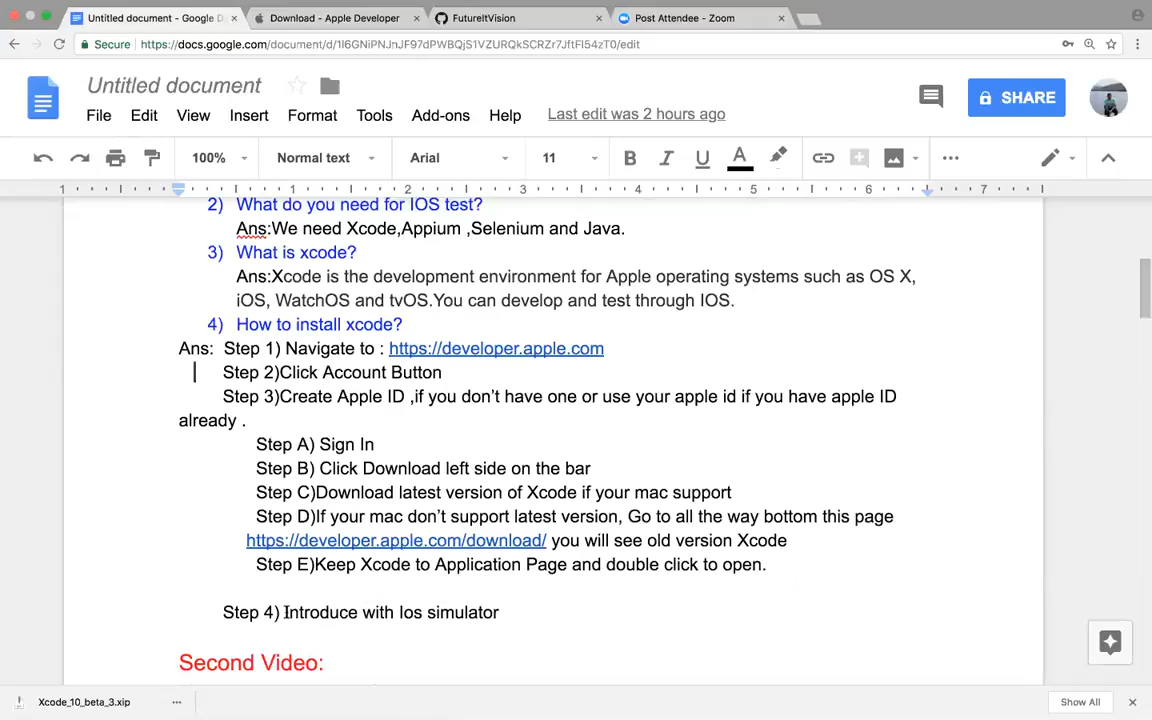 Untitled document - Google D
Download - Apple Developer
FutureItVision
Post Attendee - Zoom
Secure
https://docs.google.com/document/d/1l6GNiPNJnJF97dPWBQjS1VZURQkSCRZr7JftFl54zT0/edit
Untitled document
File Edit View Insert Format Tools Add-ons Help Last edit was 2 hours ago
SHARE
100% Normal text Arial 11 B I U A
1 1 2 3 4 5 6 7
2) What do you need for IOS test?
Ans:We need Xcode,Appium ,Selenium and Java.
3) What is xcode?
Ans:Xcode is the development environment for Apple operating systems such as OS X,
iOS, WatchOS and tvOS.You can develop and test through IOS.
4) How to install xcode?
Ans: Step 1) Navigate to : https://developer.apple.com
Step 2)Click Account Button
Step 3)Create Apple ID ,if you don’t have one or use your apple id if you have apple ID
already .
Step A) Sign In
Step B) Click Download left side on the bar
Step C)Download latest version of Xcode if your mac support
Step D)If your mac don’t support latest version, Go to all the way bottom this page
https://developer.apple.com/download/ you will see old version Xcode
Step E)Keep Xcode to Application Page and double click to open.
Step 4) Introduce with Ios simulator
Second Video:
Xcode_10_beta_3.xip
Show All